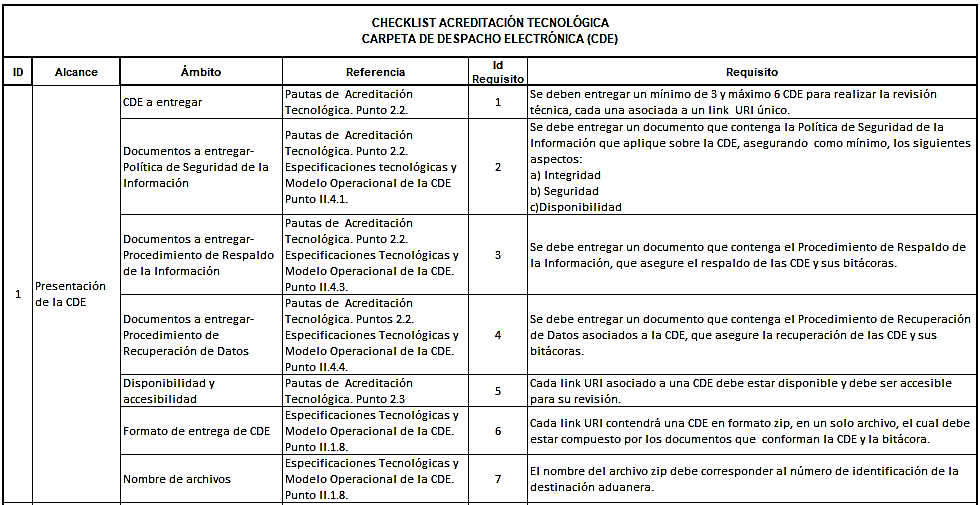 CHECKLIST ACREDITACIÓN TECNOLÓGICA
CARPETA DE DESPACHO ELECTRÓNICA (CDE)
ID
Alcance
Ámbito
Referencia
Id
Requisito
Requisito
1
Presentación
de la CDE
CDE a entregar
Pautas de Acreditación
Tecnológica. Punto 2.2.
1
Se deben entregar un mínimo de 3 y máximo 6 CDE para realizar la revisión
técnica, cada una asociada a un link URI único.
Documentos a entregar-
Política de Seguridad de la
Información
Pautas de Acreditación
Tecnológica. Punto 2.2.
Especificaciones tecnológicas y
Modelo Operacional de la CDE
Punto II.4.1.
2
Se debe entregar un documento que contenga la Política de Seguridad de la
Información que aplique sobre la CDE, asegurando como mínimo, los siguientes
aspectos:
a) Integridad
b) Seguridad
c)Disponibilidad
Documentos a entregar-
Procedimiento de Respaldo
de la Información
Pautas de Acreditación
Tecnológica. Punto 2.2.
Especificaciones Tecnológicas y
Modelo Operacional de la CDE.
Punto II.4.3.
3
Se debe entregar un documento que contenga el Procedimiento de Respaldo de
la Información, que asegure el respaldo de las CDE y sus bitácoras.
Documentos a entregar-
Procedimiento de
Recuperación de Datos
Pautas de Acreditación
Tecnológica. Puntos 2.2.
Especificaciones Tecnológicas y
Modelo Operacional de la CDE.
Punto II.4.4.
4
Se debe entregar un documento que contenga el Procedimiento de Recuperación
de Datos asociados a la CDE, que asegure la recuperación de las CDE y sus
bitácoras.
Disponibilidad y
accesibilidad
Pautas de Acreditación
Tecnológica. Punto 2.3
5
Cada link URI asociado a una CDE debe estar disponible y debe ser accesible
para su revisión.
Formato de entrega de CDE
Especificaciones Tecnológicas y
Modelo Operacional de la CDE.
Punto II.1.8.
6
Cada link URI contendrá una CDE en formato zip, en un solo archivo, el cual debe
estar compuesto por los documentos que conforman la CDE y la bitácora.
Nombre de archivos
Especificaciones Tecnológicas y
Modelo Operacional de la CDE.
Punto II.1.8.
7
El nombre del archivo zip debe corresponder al número de identificación de la
destinación aduanera.